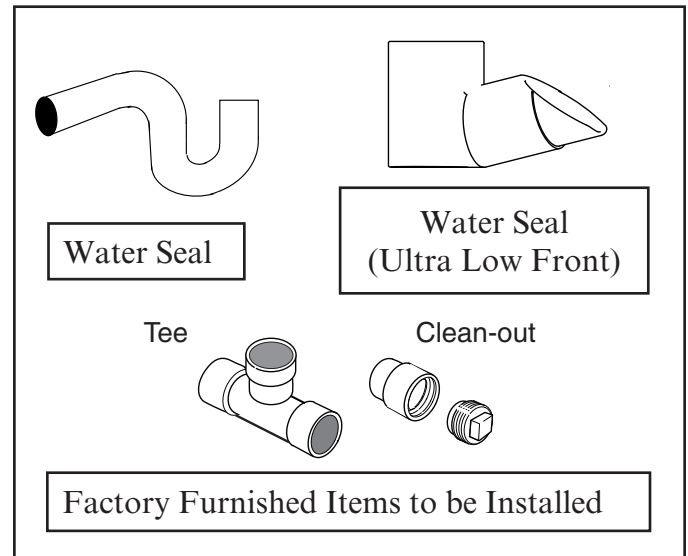 Water Seal
Water Seal
(Ultra Low Front)
Tee
Clean-out
Factory Furnished Items to be Installed